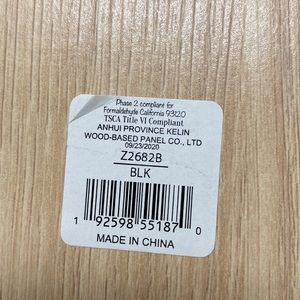 Phase 2 compliant for
Formaldehyde California 93120
TSCA Title VI Compliant
ANHUI PROVINCE KELIN
WOOD-BASED PANEL CO., LTD
09/23/2020
Z2682B
BLK
1 92598 55187 0
MADE IN CHINA